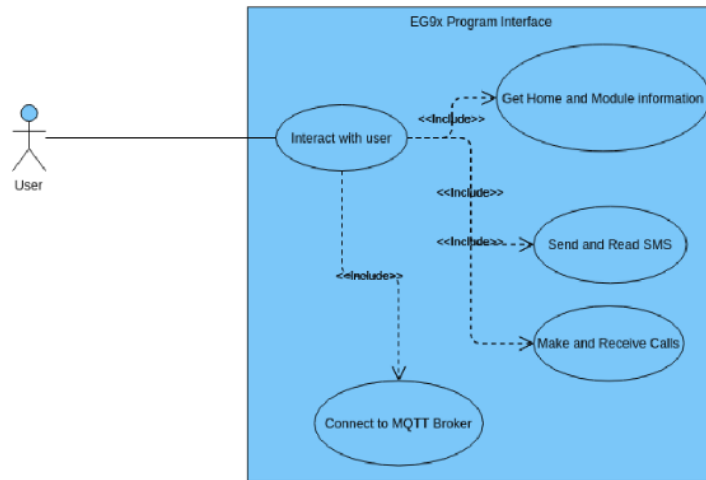 EG9x Program Interface
Get Home and Module information
<<Include>>
Interact with user
User
<<Include>>
<<Include>>
Send and Read SMS
<<Include>>
Make and Receive Calls
Connect to MQTT Broker